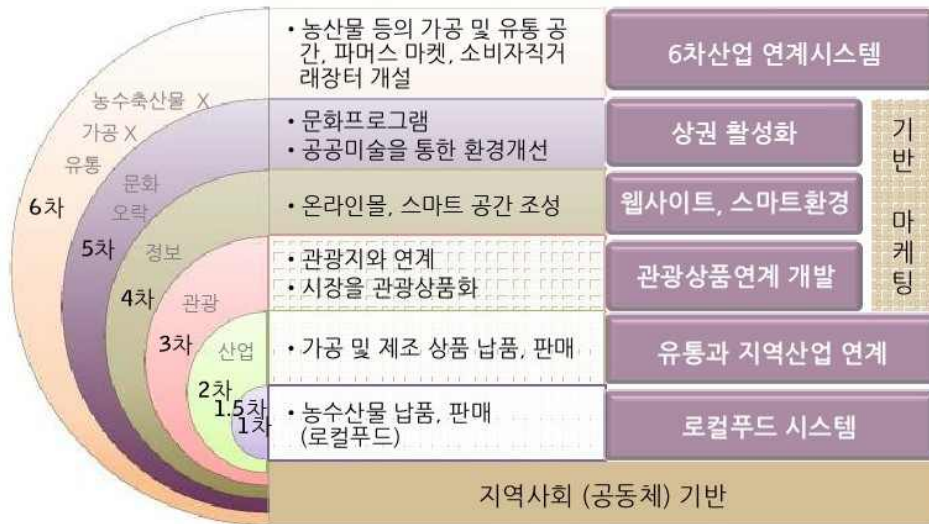 • 농산물 등의 가공 및 유통 공
간, 파머스 마켓, 소비자직거
래장터 개설
6차산업 연계시스템
농수축산물 X
가공 X
유통
6차
• 문화프로그램
• 공공미술을 통한 환경개선
상권 활성화
문화
오락
5차
• 온라인몰, 스마트 공간 조성
웹사이트, 스마트환경
정보
4차
• 관광지와 연계
• 시장을 관광상품화
관광상품연계 개발
관광
3차
기반 마케팅
• 가공 및 제조 상품 납품, 판매
유통과 지역산업 연계
산업
2차
1.5차
1차
• 농수산물 납품, 판매
(로컬푸드)
로컬푸드 시스템
지역사회 (공동체) 기반